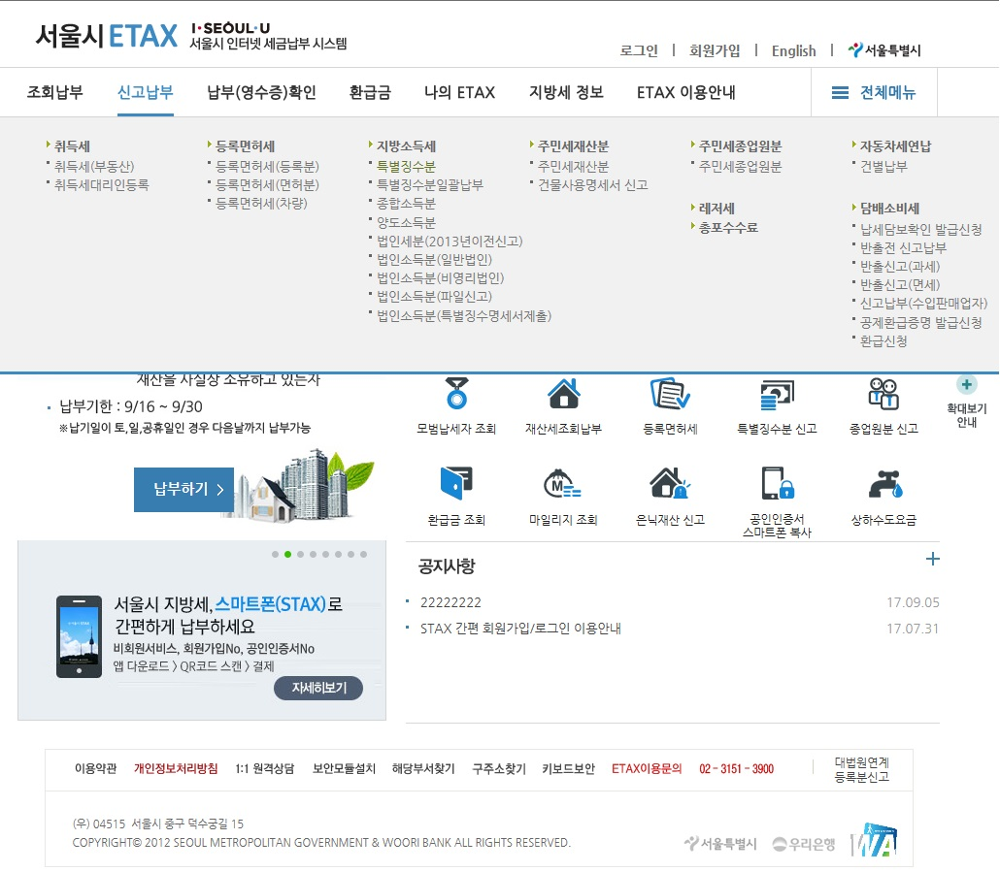 서울시 ETAX I·SEOUL·U
서울시 인터넷 세금납부 시스템
로그인 | 회원가입 | English | 서울특별시
조회납부 신고납부 납부(영수증)확인 환급금 나의 ETAX 지방세 정보 ETAX 이용안내 전체메뉴
취득세
취득세(부동산)
취득세대리인등록
등록면허세
등록면허세(등록분)
등록면허세(면허분)
등록면허세(차량)
지방소득세
특별징수분
특별징수분일괄납부
종합소득분
양도소득분
법인세분(2013년이전신고)
법인소득분(일반법인)
법인소득분(비영리법인)
법인소득분(파일신고)
법인소득분(특별징수명세서제출)
주민세재산분
주민세재산분
건물사용명세서 신고
주민세종업원분
주민세종업원분
레저세
총포수수료
자동차세연납
건별납부
담배소비세
납세담보확인 발급신청
반출전 신고납부
반출신고(과세)
반출신고(면세)
신고납부(수입판매업자)
공제환급증명 발급신청
환급신청
재산을 사실상 소유하고 있는자
납부기한 : 9/16 ~ 9/30
※납기일이 토,일,공휴일인 경우 다음날까지 납부가능
납부하기
모범납세자 조회 재산세조회납부 등록면허세 특별징수분 신고 종업원분 신고
확대보기
안내
환급금 조회 마일리지 조회 은닉재산 신고 공인인증서
스마트폰 복사 상하수도요금
서울시 지방세, 스마트폰(STAX)로
간편하게 납부하세요
비회원서비스, 회원가입No, 공인인증서No
앱 다운로드 > QR코드 스캔 > 결제
자세히보기
공지사항
22222222 17.09.05
STAX 간편 회원가입/로그인 이용안내 17.07.31
이용약관 개인정보처리방침 1:1 원격상담 보안모듈설치 해당부서찾기 구주소찾기 키보드보안 ETAX이용문의 02 - 3151 - 3900
대법원연계
등록분신고
(우) 04515 서울시 중구 덕수궁길 15
COPYRIGHT© 2012 SEOUL METROPOLITAN GOVERNMENT & WOORI BANK ALL RIGHTS RESERVED.
서울특별시 우리은행 WA